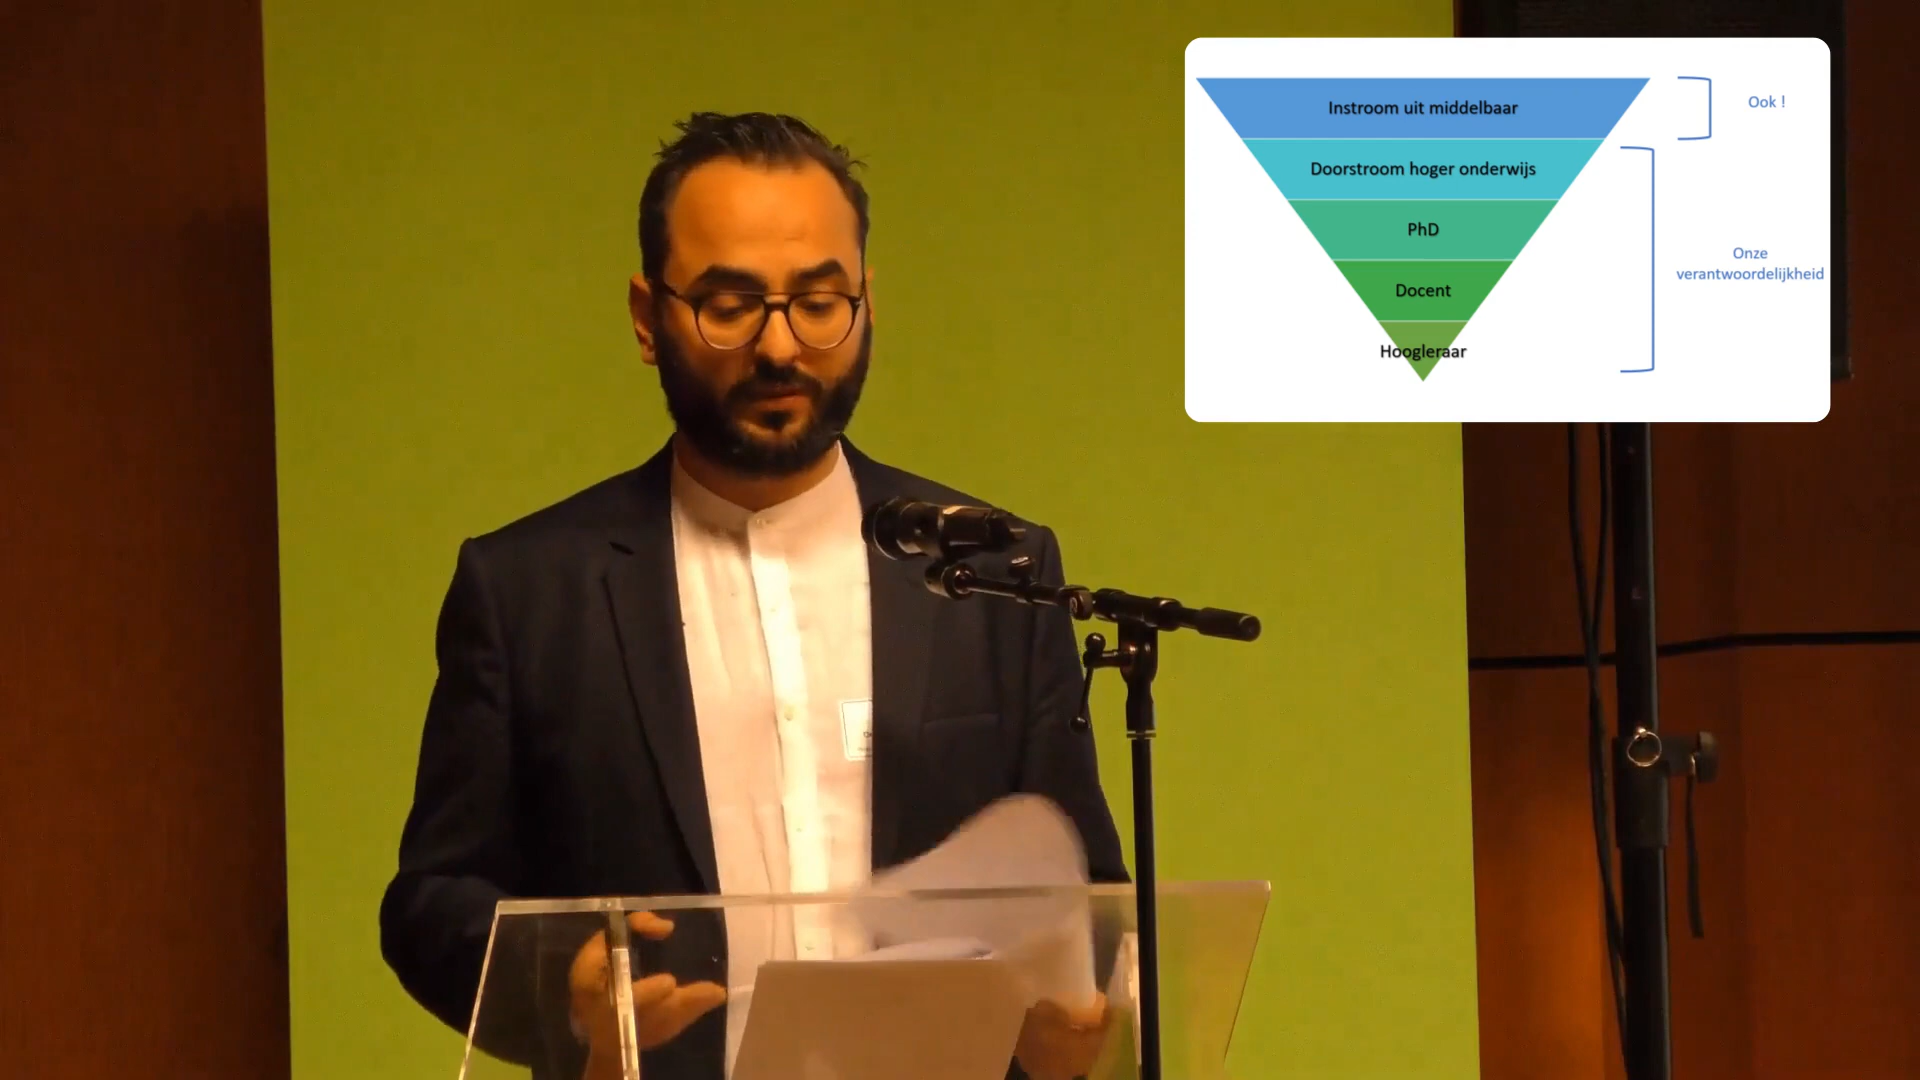 Instroom uit middelbaar
Ook !
Doorstroom hoger onderwijs
PhD
Onze
verantwoordelijkheid
Docent
Hoogleraar